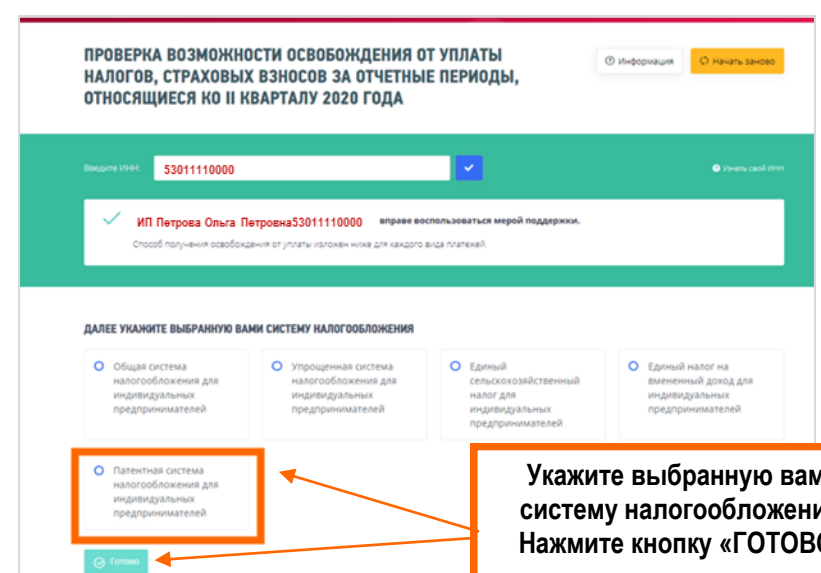 ПРОВЕРКА ВОЗМОЖНОСТИ ОСВОБОЖДЕНИЯ ОТ УПЛАТЫ
НАЛОГОВ, СТРАХОВЫХ ВЗНОСОВ ЗА ОТЧЕТНЫЕ ПЕРИОДЫ,
ОТНОСЯЩИЕСЯ КО II КВАРТАЛУ 2020 ГОДА
Информация
Начать заново
Введите ИНН:
53011110000
Узнать свой ИНН
ИП Петрова Ольга Петровна53011110000 вправе воспользоваться мерой поддержки.
Способ получения освобождения от уплаты изложен ниже для каждого вида платежей.
ДАЛЕЕ УКАЖИТЕ ВЫБРАННУЮ ВАМИ СИСТЕМУ НАЛОГООБЛОЖЕНИЯ
Общая система
налогообложения для
индивидуальных
предпринимателей
Упрощенная система
налогообложения для
индивидуальных
предпринимателей
Единый
сельскохозяйственный
налог для
индивидуальных
предпринимателей
Единый налог на
вмененный доход для
индивидуальных
предпринимателей
Патентная система
налогообложения для
индивидуальных
предпринимателей
Укажите выбранную вам
систему налогообложени
Нажмите кнопку «ГОТОВО
Готово